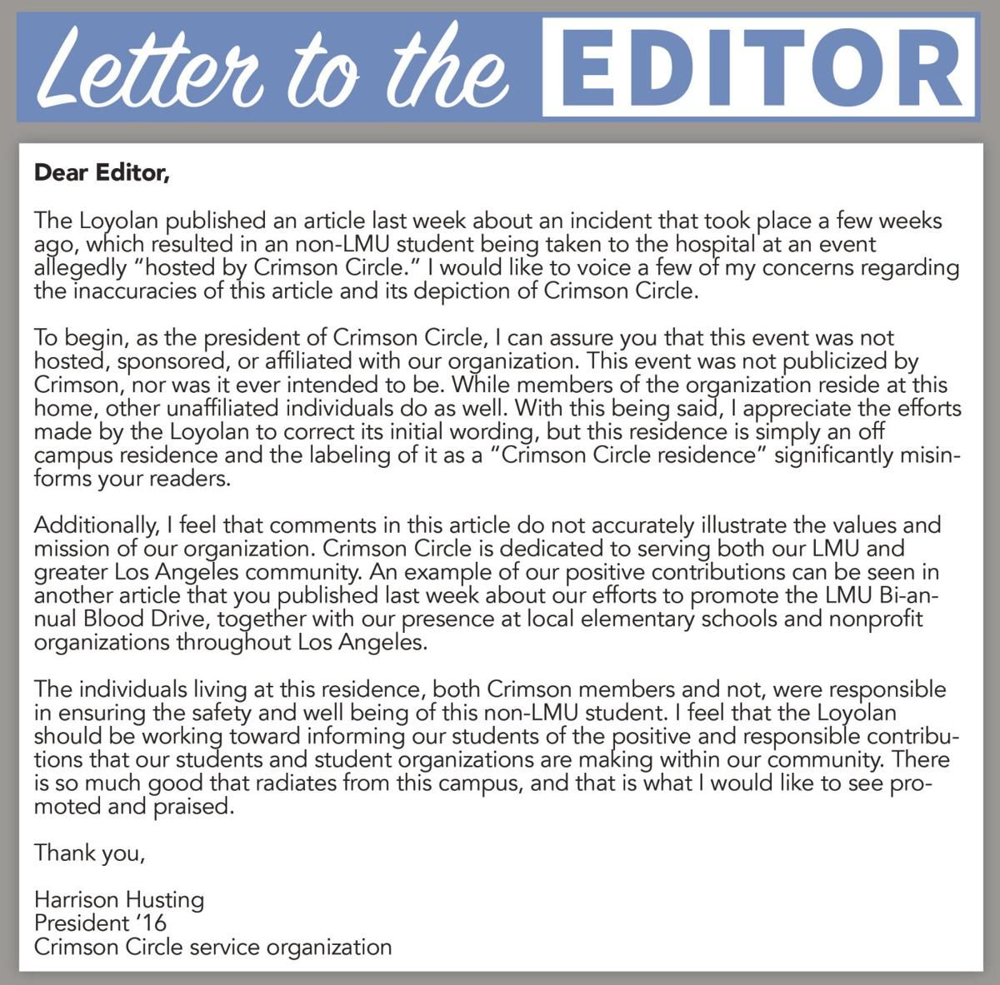 Letter to the EDITOR
Dear Editor,
The Loyolan published an article last week about an incident that took place a few weeks
ago, which resulted in an non-LMU student being taken to the hospital at an event
allegedly “hosted by Crimson Circle.” I would like to voice a few of my concerns regarding
the inaccuracies of this article and its depiction of Crimson Circle.
To begin, as the president of Crimson Circle, I can assure you that this event was not
hosted, sponsored, or affiliated with our organization. This event was not publicized by
Crimson, nor was it ever intended to be. While members of the organization reside at this
home, other unaffiliated individuals do as well. With this being said, I appreciate the efforts
made by the Loyolan to correct its initial wording, but this residence is simply an off
campus residence and the labeling of it as a “Crimson Circle residence” significantly misin-
forms your readers.
Additionally, I feel that comments in this article do not accurately illustrate the values and
mission of our organization. Crimson Circle is dedicated to serving both our LMU and
greater Los Angeles community. An example of our positive contributions can be seen in
another article that you published last week about our efforts to promote the LMU Bi-an-
nual Blood Drive, together with our presence at local elementary schools and nonprofit
organizations throughout Los Angeles.
The individuals living at this residence, both Crimson members and not, were responsible
in ensuring the safety and well being of this non-LMU student. I feel that the Loyolan
should be working toward informing our students of the positive and responsible contribu-
tions that our students and student organizations are making within our community. There
is so much good that radiates from this campus, and that is what I would like to see pro-
moted and praised.
Thank you,
Harrison Husting
President ’16
Crimson Circle service organization